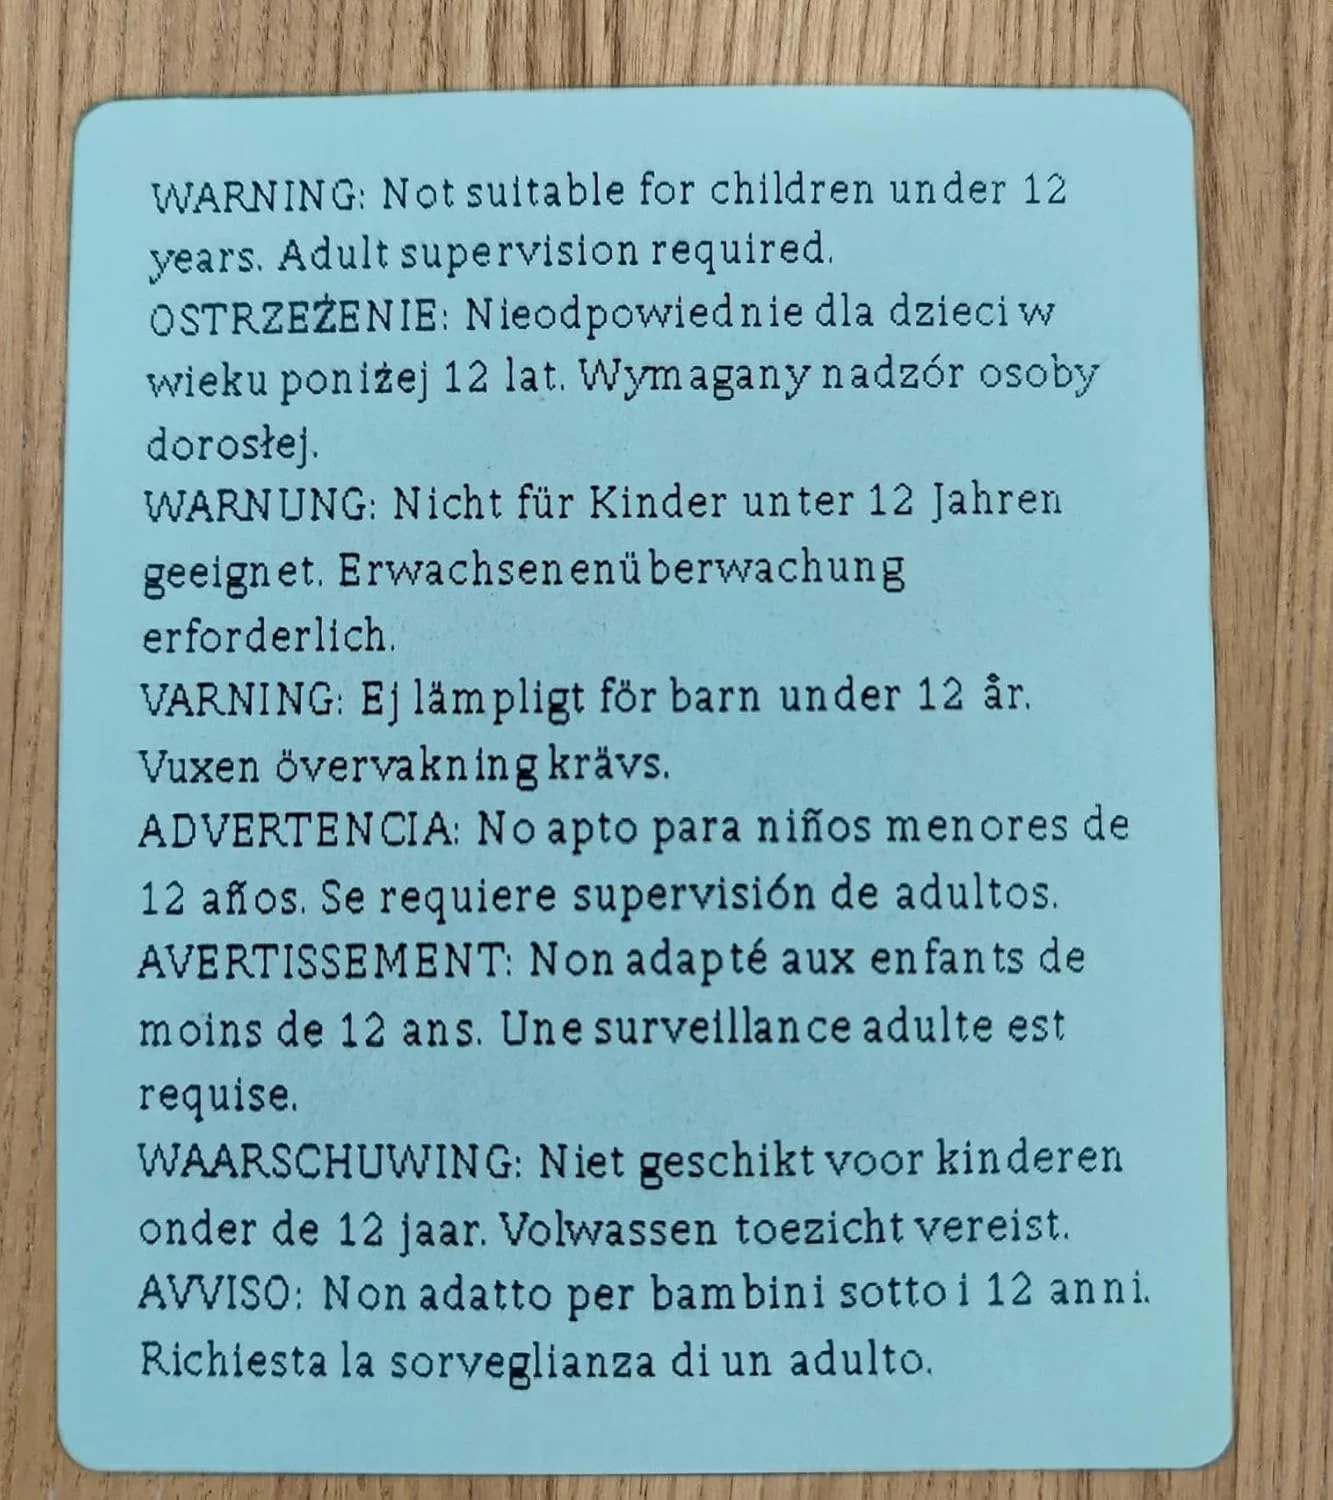 WARNING: Not suitable for children under 12
years. Adult supervision required.
OSTRZEŻENIE: Nieodpowiednie dla dzieci w
wieku poniżej 12 lat. Wymagany nadzór osoby
dorosłej.
WARNUNG: Nicht für Kinder unter 12 Jahren
geeignet. Erwachsenenüberwachung
erforderlich.
VARNING: Ej lämpligt för barn under 12 år.
Vuxen övervakning krävs.
ADVERTENCIA: No apto para niños menores de
12 años. Se requiere supervisión de adultos.
AVERTISSEMENT: Non adapté aux enfants de
moins de 12 ans. Une surveillance adulte est
requise.
WAARSCHUWING: Niet geschikt voor kinderen
onder de 12 jaar. Volwassen toezicht vereist.
AVVISO: Non adatto per bambini sotto i 12 anni.
Richiesta la sorveglianza di un adulto.